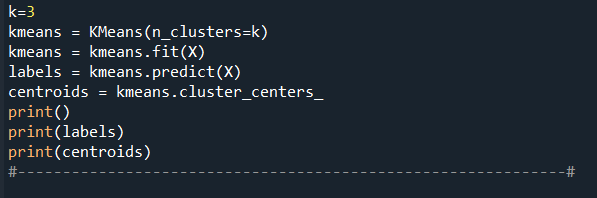 k=3
kmeans = KMeans(n_clusters=k)
kmeans = kmeans.fit(X)
labels = kmeans.predict(X)
centroids = kmeans.cluster_centers_
print()
print(labels)
print(centroids)
#-------------------------------------------------------------#